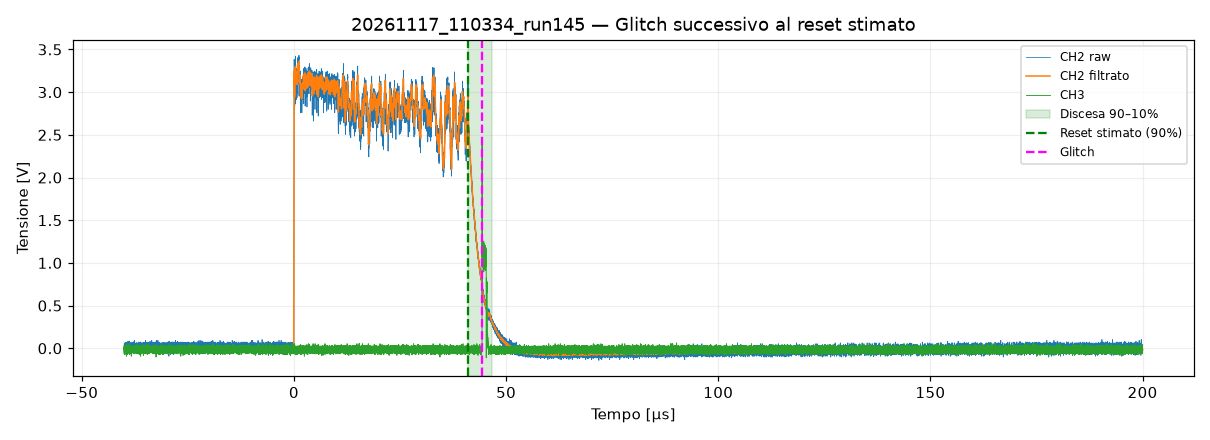 20261117_110334_run145 — Glitch successivo al reset stimato
CH2 raw
CH2 filtrato
CH3
Discesa 90–10%
Reset stimato (90%)
Glitch
Tensione [V]
3.5
3.0
2.5
2.0
1.5
1.0
0.5
0.0
−50
0
50
100
150
200
Tempo [µs]